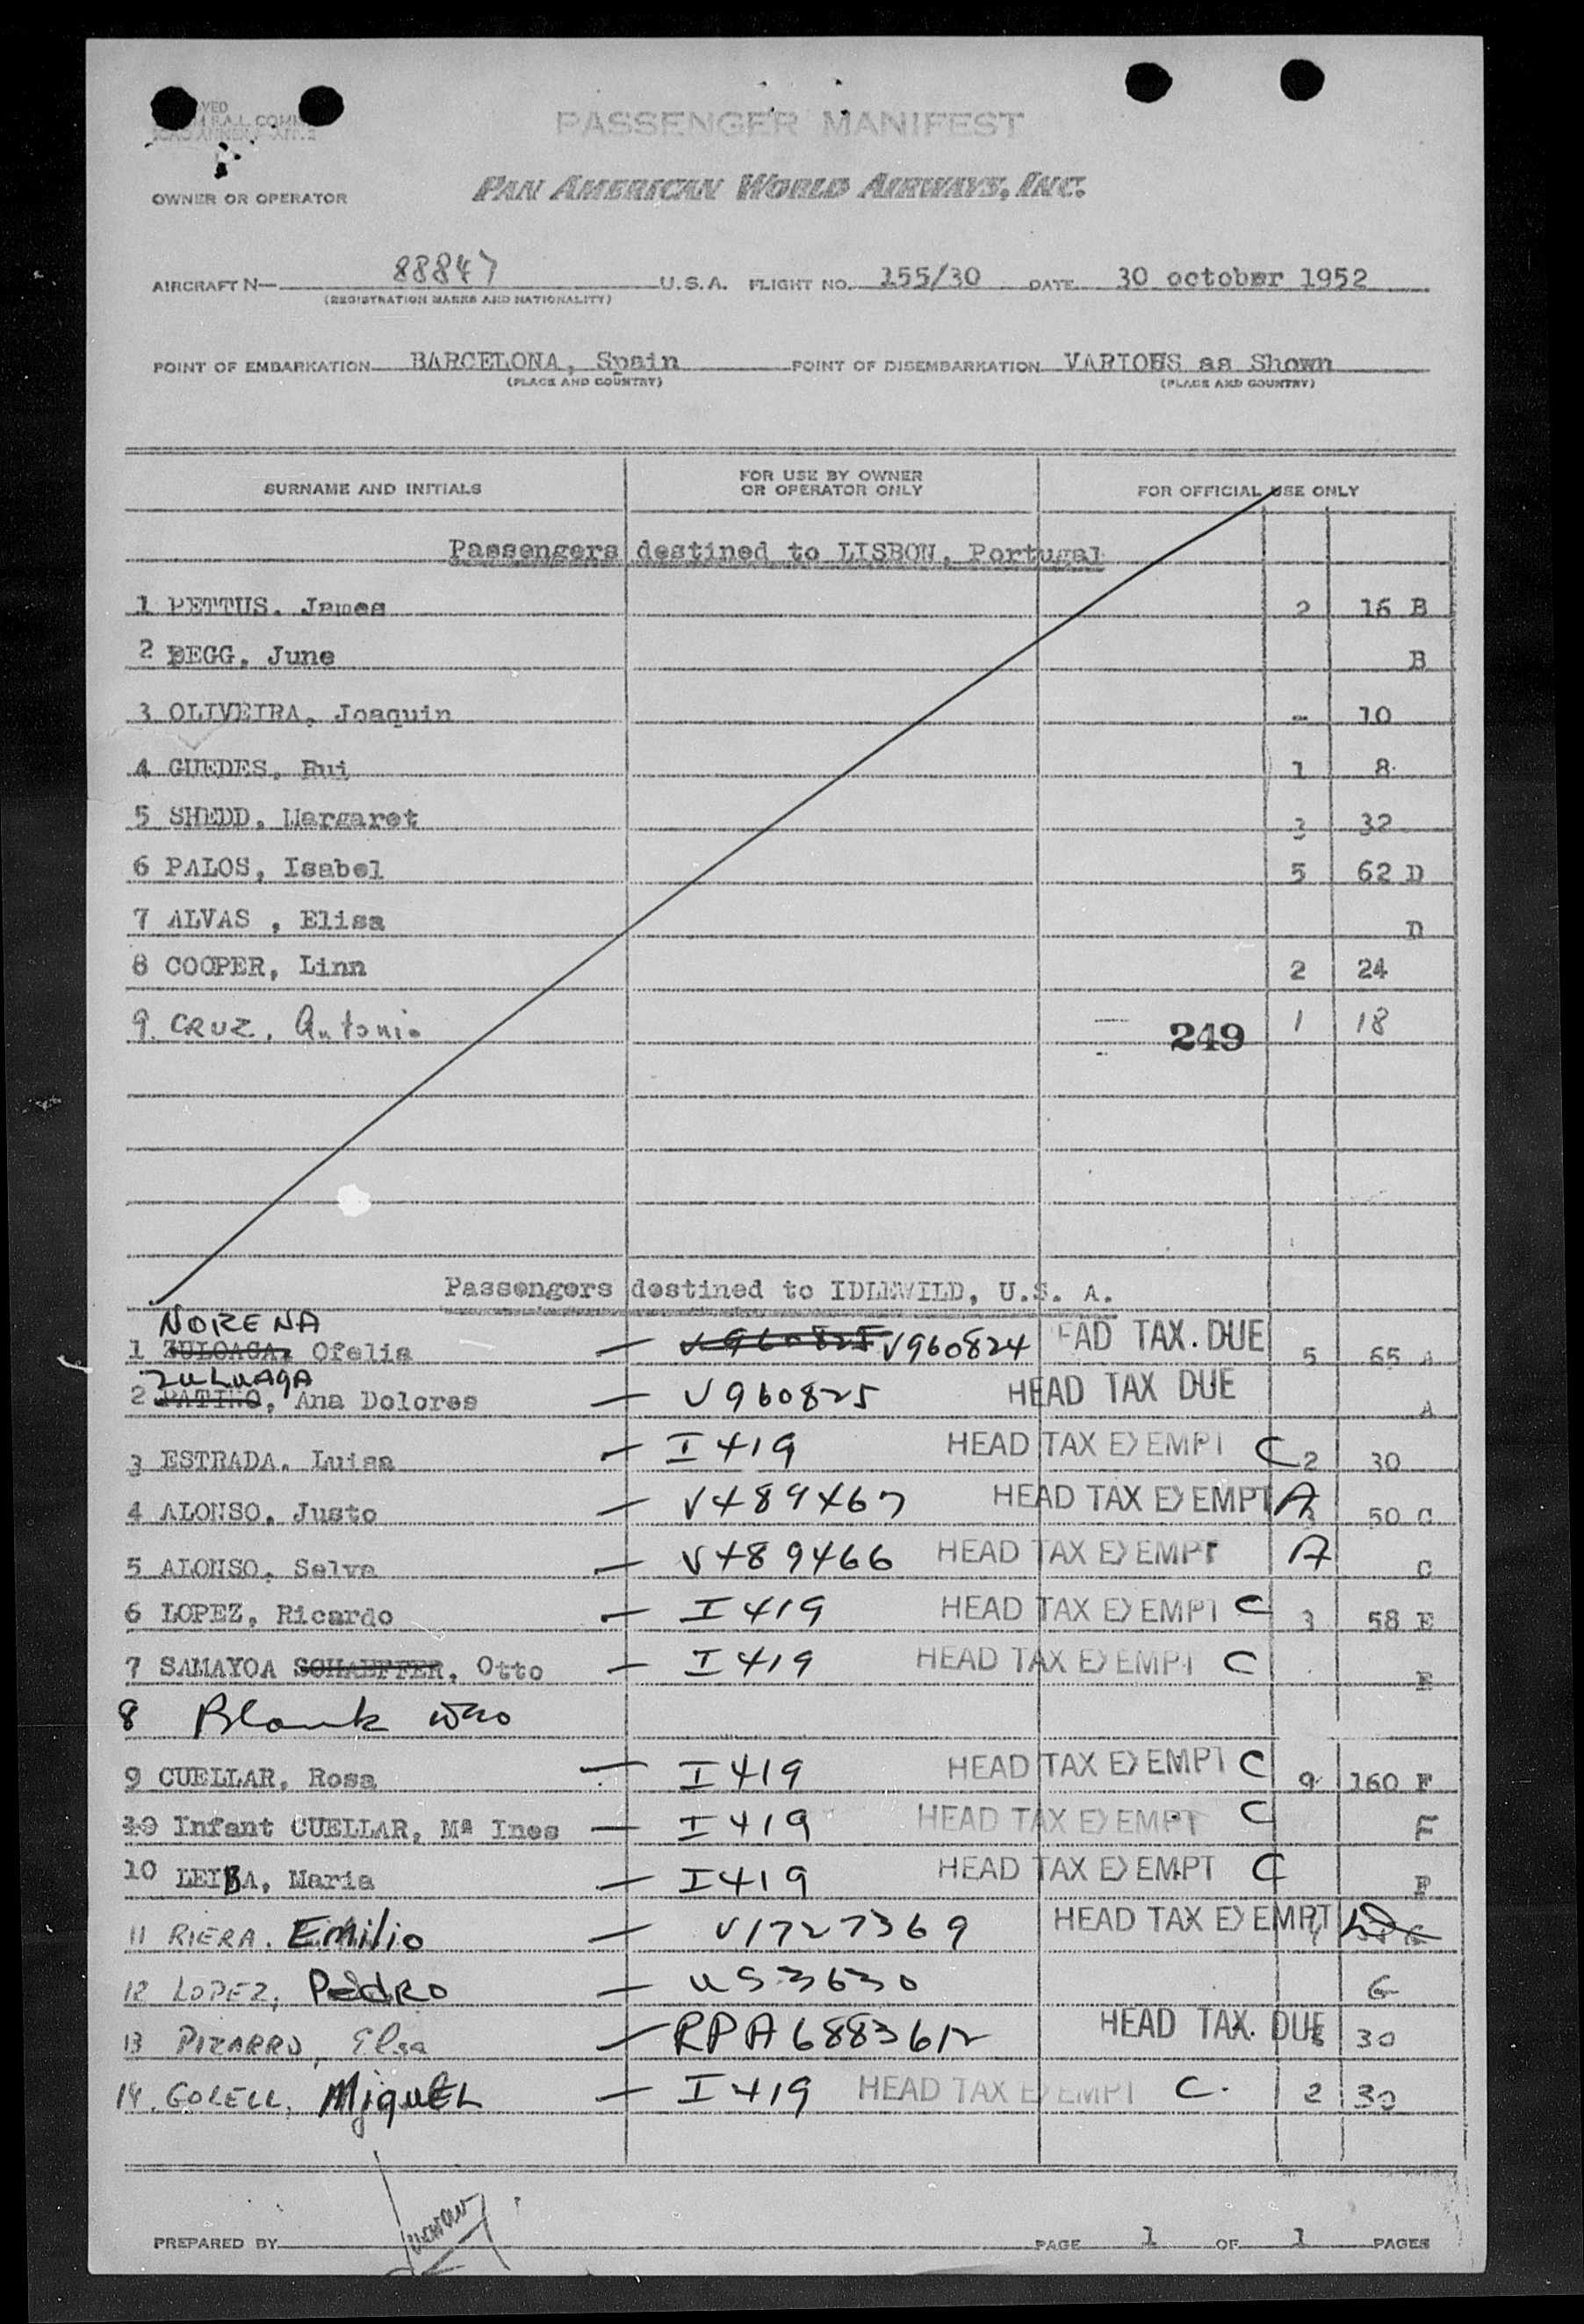 PASSENGER MANIFEST
OWNER OR OPERATOR PAN AMERICAN WORLD AIRWAYS, INC.
AIRCRAFT N— 88847 U.S.A. FLIGHT NO. 155/30 DATE 30 october 1952
(REGISTRATION MARKS AND NATIONALITY)
POINT OF EMBARKATION BARCELONA, Spain POINT OF DISEMBARKATION VARIOUS as Shown
(PLACE AND COUNTRY) (PLACE AND COUNTRY)
SURNAME AND INITIALS FOR USE BY OWNER OR OPERATOR ONLY FOR OFFICIAL USE ONLY
Passengers destined to LISBON, Portugal
1 PETTUS. James 2 16 B
2 PEGG, June B
3 OLIVEIRA, Joaquin - 10
4 GUEDES, Rui 1 8
5 SHEDD, Margaret 3 32
6 PALOS, Isabel 5 62 D
7 ALVAS , Elisa D
8 COOPER, Linn 2 24
9. CRUZ, Antonio 249 1 18
Passengers destined to IDLEWILD, U.S. A.
NORENA
1 ZULOAGA, Ofelia — V960825 V960824 EAD TAX. DUE 5 65 A
ZULUAGA
2 PATINO, Ana Dolores — V960825 HEAD TAX DUE A
3 ESTRADA. Luisa — I 419 HEAD TAX EXEMPT C 2 30
4 ALONSO, Justo — V489467 HEAD TAX EXEMPT A 3 50 C
5 ALONSO, Selva — V489466 HEAD TAX EXEMPT A C
6 LOPEZ, Ricardo — I 419 HEAD TAX EXEMPT C 3 58 E
7 SAMAYOA SCHAEFFER, Otto — I 419 HEAD TAX EXEMPT C E
8 Blank
9 CUELLAR, Rosa — I 419 HEAD TAX EXEMPT C 9 160 F
10 Infant CUELLAR, Mª Ines — I 419 HEAD TAX EXEMPT C F
10 LEIBA, Maria — I 419 HEAD TAX EXEMPT C F
11 RIERA. Emilio — V1727369 HEAD TAX EXEMPT
12 LOPEZ, PedRo — US3630 G
13 PIZARRO, Elsa — RPA6883612 HEAD TAX. DUE 30
14. GOLELL, MiguEL — I 419 HEAD TAX EXEMPT C. 2 30
PREPARED BY PAGE 1 OF 1 PAGES